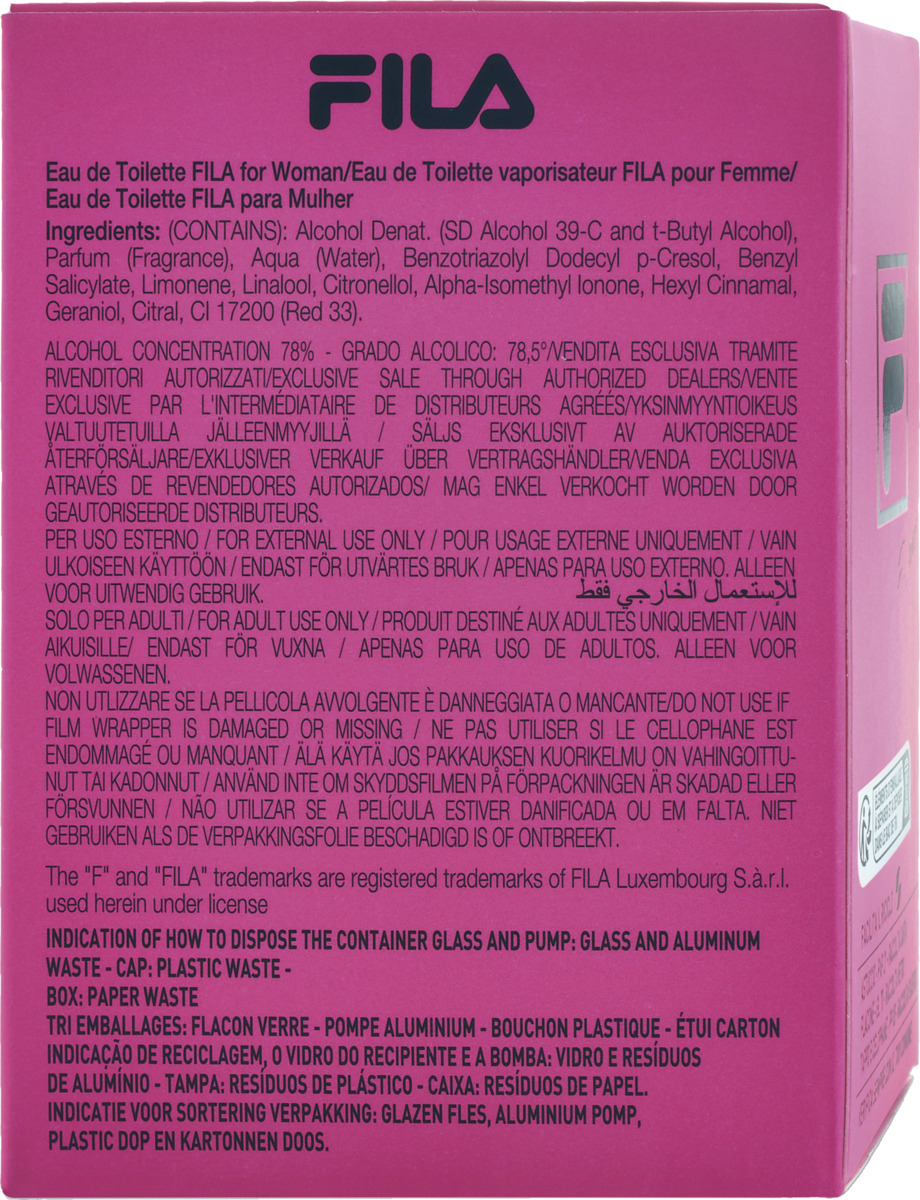 FILA
Eau de Toilette FILA for Woman/Eau de Toilette vaporisateur FILA pour Femme/
Eau de Toilette FILA para Mulher
Ingredients: (CONTAINS): Alcohol Denat. (SD Alcohol 39-C and t-Butyl Alcohol),
Parfum (Fragrance), Aqua (Water), Benzotriazolyl Dodecyl p-Cresol, Benzyl
Salicylate, Limonene, Linalool, Citronellol, Alpha-Isomethyl Ionone, Hexyl Cinnamal,
Geraniol, Citral, CI 17200 (Red 33).
ALCOHOL CONCENTRATION 78% - GRADO ALCOLICO: 78,5°/VENDITA ESCLUSIVA TRAMITE
RIVENDITORI AUTORIZZATI/EXCLUSIVE SALE THROUGH AUTHORIZED DEALERS/VENTE
EXCLUSIVE PAR L'INTERMÉDIATAIRE DE DISTRIBUTEURS AGRÉÉS/YKSINMYYNTIOIKEUS
VALTUUTETUILLA JÄLLEENMYYJILLÄ / SÄLJS EKSKLUSIVT AV AUKTORISERADE
ÅTERFÖRSÄLJARE/EXKLUSIVER VERKAUF ÜBER VERTRAGSHÄNDLER/VENDA EXCLUSIVA
ATRAVÉS DE REVENDEDORES AUTORIZADOS/ MAG ENKEL VERKOCHT WORDEN DOOR
GEAUTORISEERDE DISTRIBUTEURS.
PER USO ESTERNO / FOR EXTERNAL USE ONLY / POUR USAGE EXTERNE UNIQUEMENT / VAIN
ULKOISEEN KÄYTTÖÖN / ENDAST FÖR UTVÄRTES BRUK / APENAS PARA USO EXTERNO. ALLEEN
VOOR UITWENDIG GEBRUIK. للإستعمال الخارجي فقط
SOLO PER ADULTI / FOR ADULT USE ONLY / PRODUIT DESTINÉ AUX ADULTES UNIQUEMENT / VAIN
AIKUISILLE/ ENDAST FÖR VUXNA / APENAS PARA USO DE ADULTOS. ALLEEN VOOR
VOLWASSENEN.
NON UTLIZZARE SE LA PELLICOLA AVVOLGENTE È DANNEGGIATA O MANCANTE/DO NOT USE IF
FILM WRAPPER IS DAMAGED OR MISSING / NE PAS UTILISER SI LE CELLOPHANE EST
ENDOMMAGÉ OU MANQUANT / ÄLÄ KÄYTÄ JOS PAKKAUKSEN KUORIKELMU ON VAHINGOITTU-
NUT TAI KADONNUT / ANVÄND INTE OM SKYDDSFILMEN PÅ FÖRPACKNINGEN ÄR SKADAD ELLER
FÖRSVUNNEN / NÃO UTILIZAR SE A PELÍCULA ESTIVER DANIFICADA OU EM FALTA. NIET
GEBRUIKEN ALS DE VERPAKKINGSFOLIE BESCHADIGD IS OF ONTBREEKT.
The "F" and "FILA" trademarks are registered trademarks of FILA Luxembourg S.à.r.l.
used herein under license
INDICATION OF HOW TO DISPOSE THE CONTAINER GLASS AND PUMP: GLASS AND ALUMINUM
WASTE - CAP: PLASTIC WASTE -
BOX: PAPER WASTE
TRI EMBALLAGES: FLACON VERRE - POMPE ALUMINIUM - BOUCHON PLASTIQUE - ÉTUI CARTON
INDICAÇÃO DE RECICLAGEM, O VIDRO DO RECIPIENTE E A BOMBA: VIDRO E RESÍDUOS
DE ALUMÍNIO - TAMPA: RESÍDUOS DE PLÁSTICO - CAIXA: RESÍDUOS DE PAPEL.
INDICATIE VOOR SORTERING VERPAKKING: GLAZEN FLES, ALUMINIUM POMP,
PLASTIC DOP EN KARTONNEN DOOS.